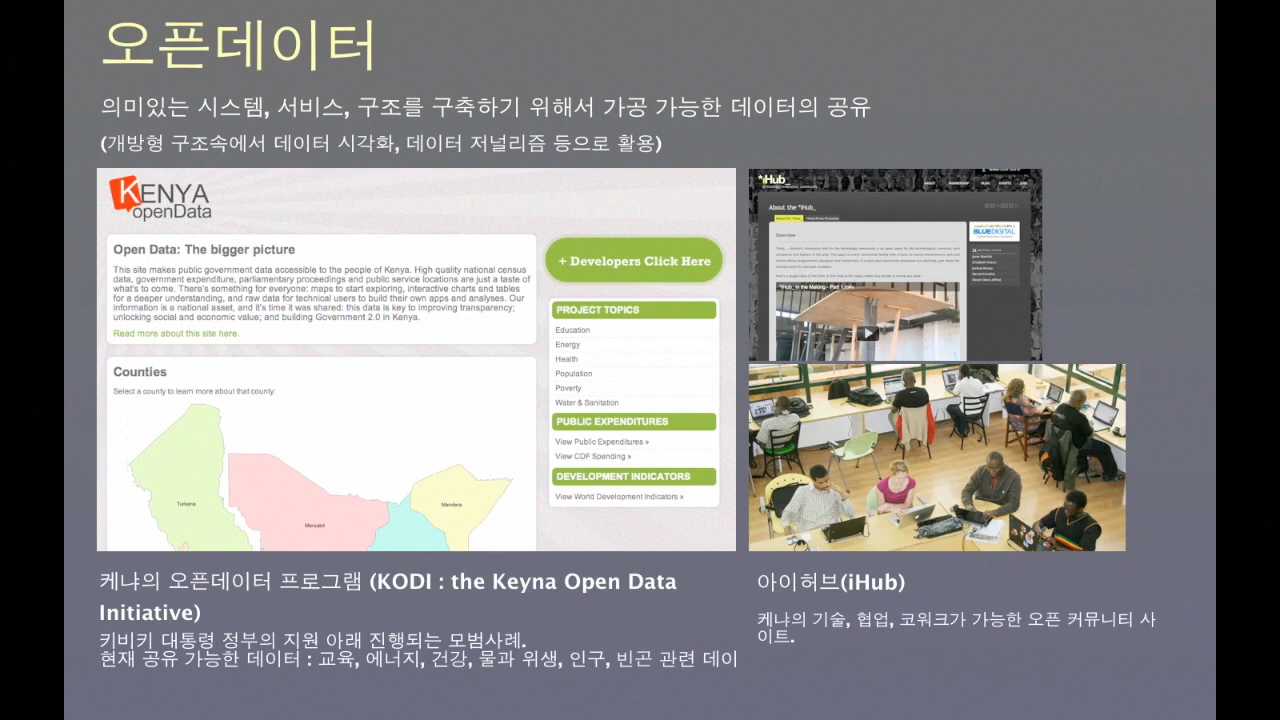 오픈데이터
의미있는 시스템, 서비스, 구조를 구축하기 위해서 가공 가능한 데이터의 공유
(개방형 구조속에서 데이터 시각화, 데이터 저널리즘 등으로 활용)
KENYA
openData
Open Data: The bigger picture
This site makes public government data accessible to the people of Kenya. High quality national census
data, government expenditure, parliamentary proceedings and public service locations are just a taste of
what's to come. There's something for everyone: maps to start exploring, interactive charts and tables
for a deeper understanding, and raw data for technical users to build their own apps and analyses. Our
information is a national asset, and it's time it was shared: this data is key to improving transparency;
unlocking social and economic value; and building Government 2.0 in Kenya.
Read more about this site here.
Counties
Select a county to learn more about that county:
Turkana
Marsabit
Mandera
+ Developers Click Here
PROJECT TOPICS
Education
Energy
Health
Population
Poverty
Water & Sanitation
PUBLIC EXPENDITURES
View Public Expenditures »
View CDF Spending »
DEVELOPMENT INDICATORS
View World Development Indicators »
*iHub_
ABOUT MEMBERSHIP BLOG EVENTS JOBS
About the *iHub_
Overview
BLUEDIGITAL
*iHub_ in the Making - Part 1
케냐의 오픈데이터 프로그램 (KODI : the Keyna Open Data
Initiative)
키비키 대통령 정부의 지원 아래 진행되는 모범사례.
현재 공유 가능한 데이터 : 교육, 에너지, 건강, 물과 위생, 인구, 빈곤 관련 데이
아이허브(iHub)
케냐의 기술, 협업, 코워크가 가능한 오픈 커뮤니티 사
이트.